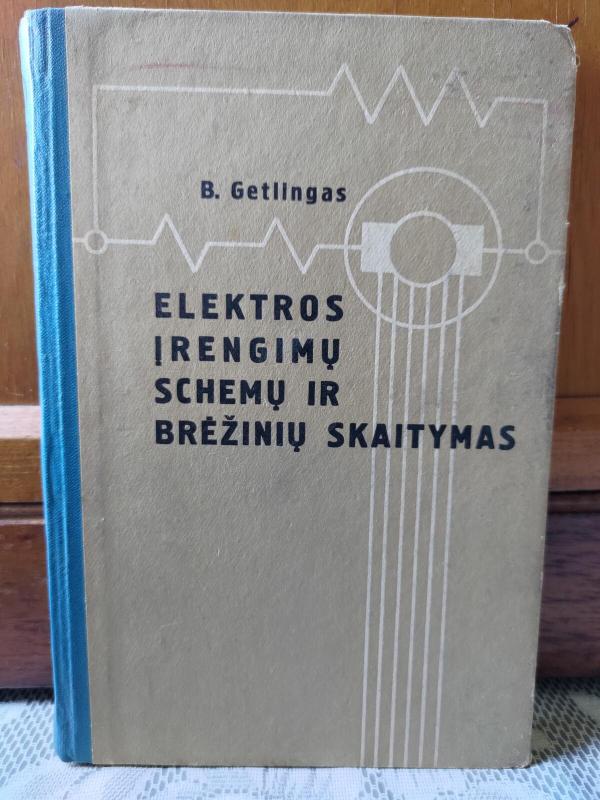 B. Getlingas
ELEKTROS
ĮRENGIMŲ
SCHEMŲ IR
BRĖŽINIŲ SKAITYMAS